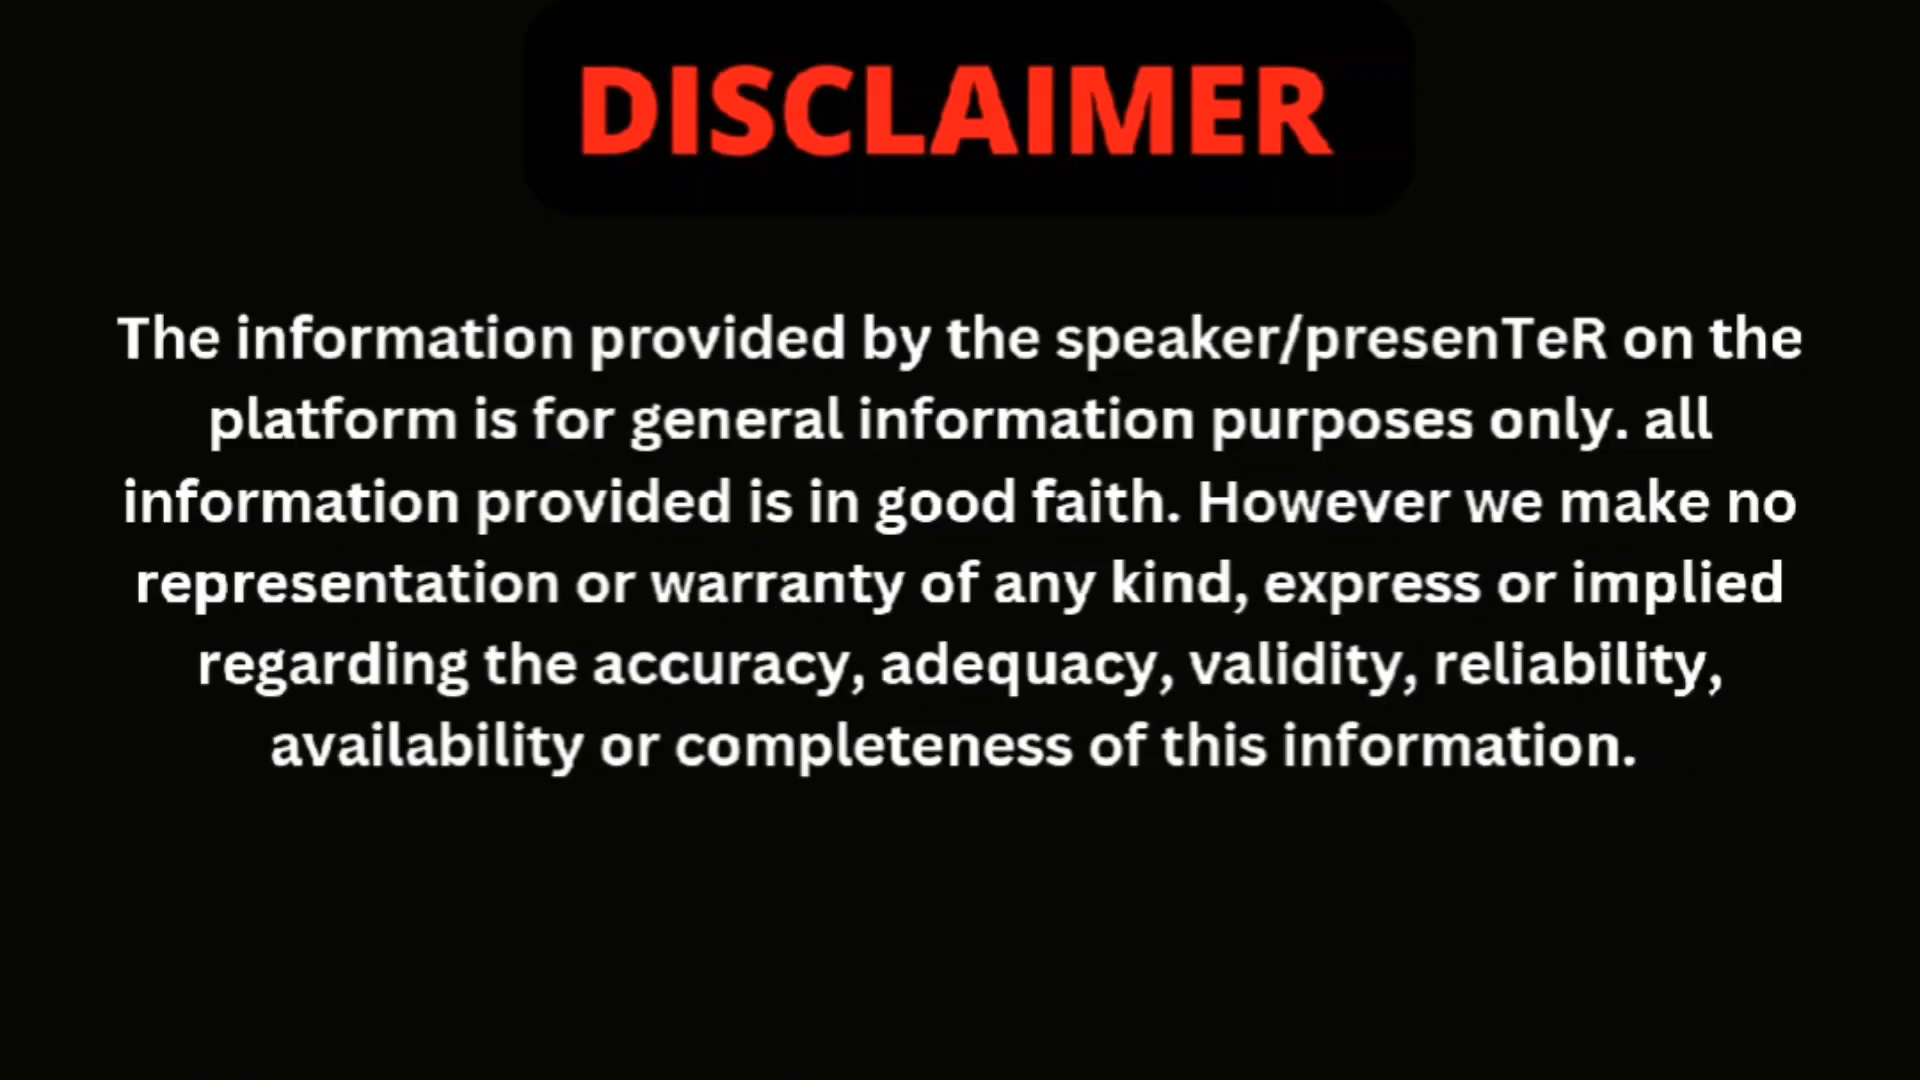 DISCLAIMER
The information provided by the speaker/presenTeR on the
platform is for general information purposes only. all
information provided is in good faith. However we make no
representation or warranty of any kind, express or implied
regarding the accuracy, adequacy, validity, reliability,
availability or completeness of this information.